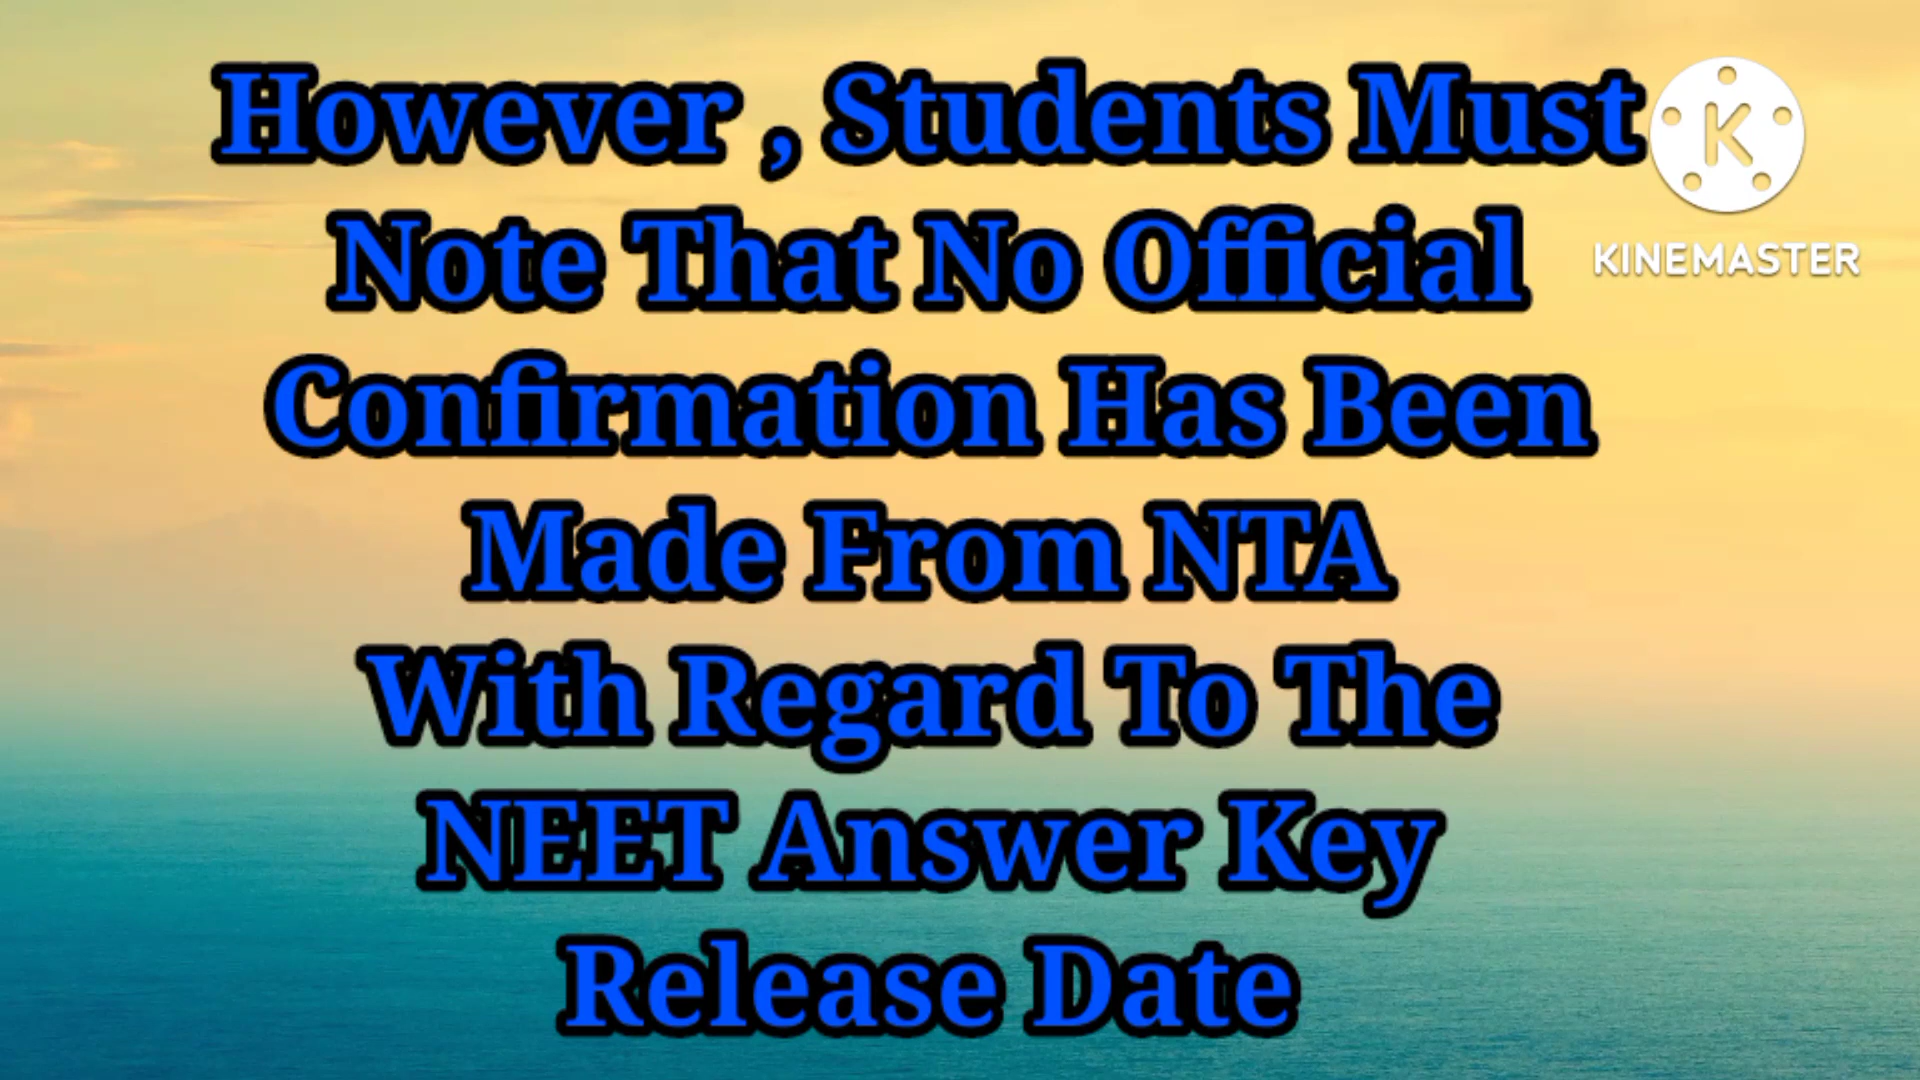 However , Students Must
Note That No Official
Confirmation Has Been
Made From NTA
With Regard To The
NEET Answer Key
Release Date
K
KINEMASTER